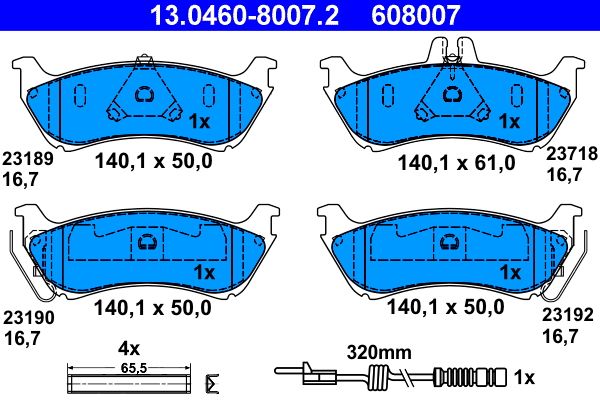 13.0460-8007.2 608007
1x
1x
23189
16,7
140,1 x 50,0
140,1 x 61,0
23718
16,7
1x
1x
23190
16,7
140,1 x 50,0
140,1 x 50,0
23192
16,7
4x
65,5
320mm
1x